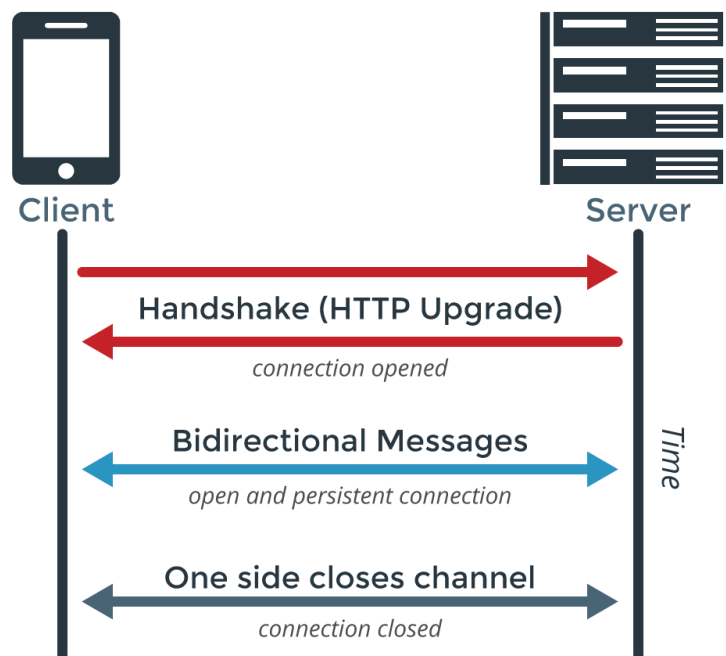 Client
Server
Handshake (HTTP Upgrade)
connection opened
Bidirectional Messages
Time
open and persistent connection
One side closes channel
connection closed